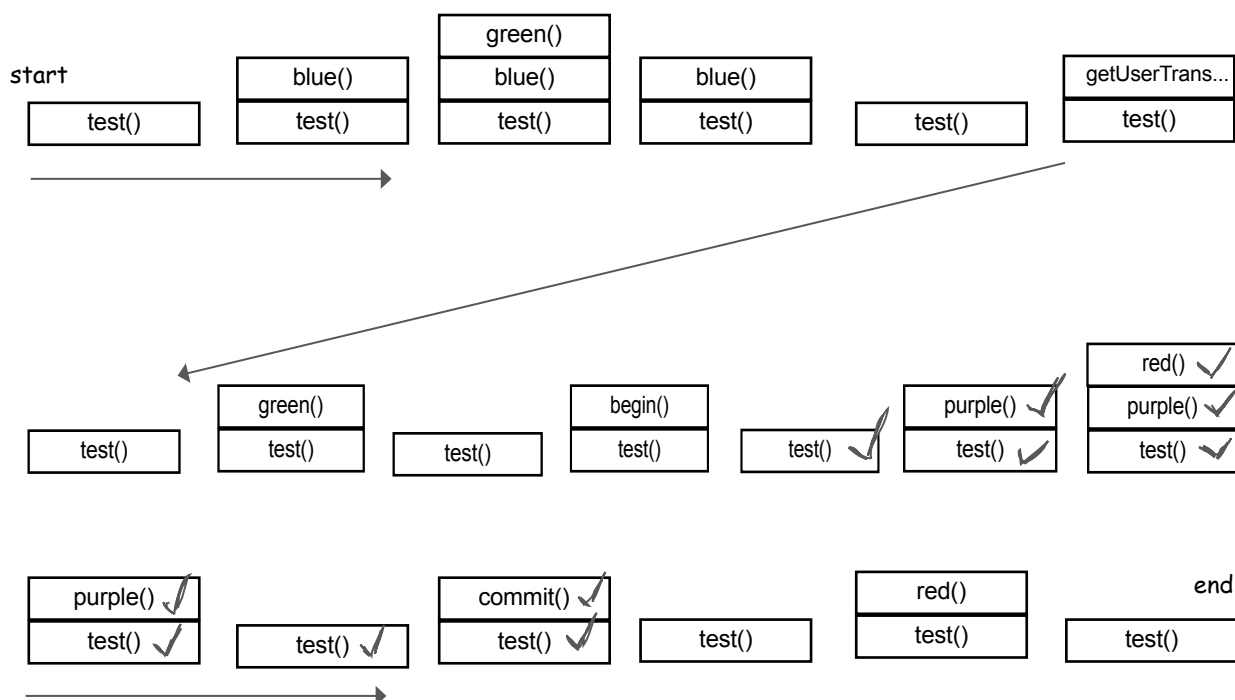 start
test()
blue()
test()
green()
blue()
test()
blue()
test()
test()
getUserTrans...
test()
test()
green()
test()
test()
begin()
test()
test()
purple()
test()
red()
purple()
test()
purple()
test()
test()
commit()
test()
test()
red()
test()
end
test()